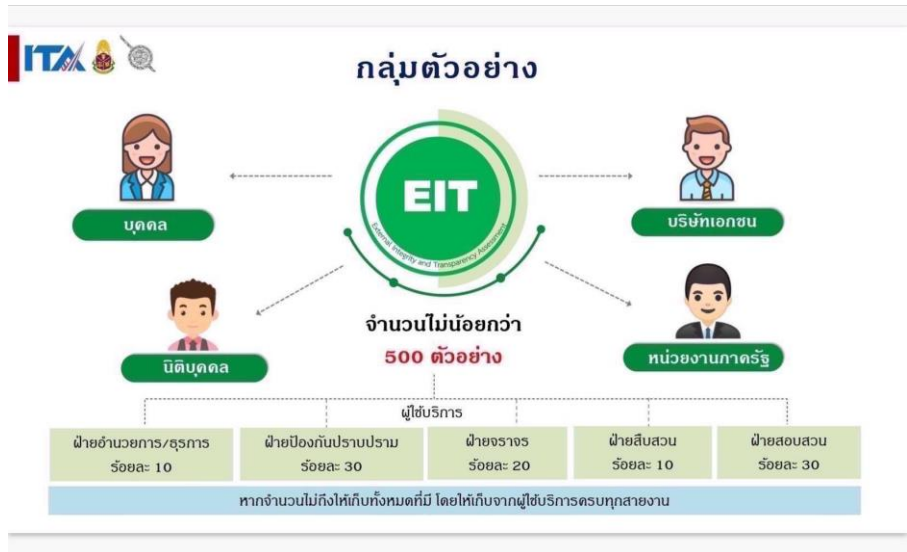 ITA
กลุ่มตัวอย่าง
EIT
External Integrity and Transparency Assessment
บุคคล
บริษัทเอกชน
นิติบุคคล
หน่วยงานภาครัฐ
จำนวนไม่น้อยกว่า
500 ตัวอย่าง
ผู้ใช้บริการ
ฝ่ายอำนวยการ/ธุรการ
ร้อยละ 10
ฝ่ายป้องกันปราบปราม
ร้อยละ 30
ฝ่ายจราจร
ร้อยละ 20
ฝ่ายสืบสวน
ร้อยละ 10
ฝ่ายสอบสวน
ร้อยละ 30
หากจำนวนไม่ถึงให้เก็บทั้งหมดที่มี โดยให้เก็บจากผู้ใช้บริการครบทุกสายงาน